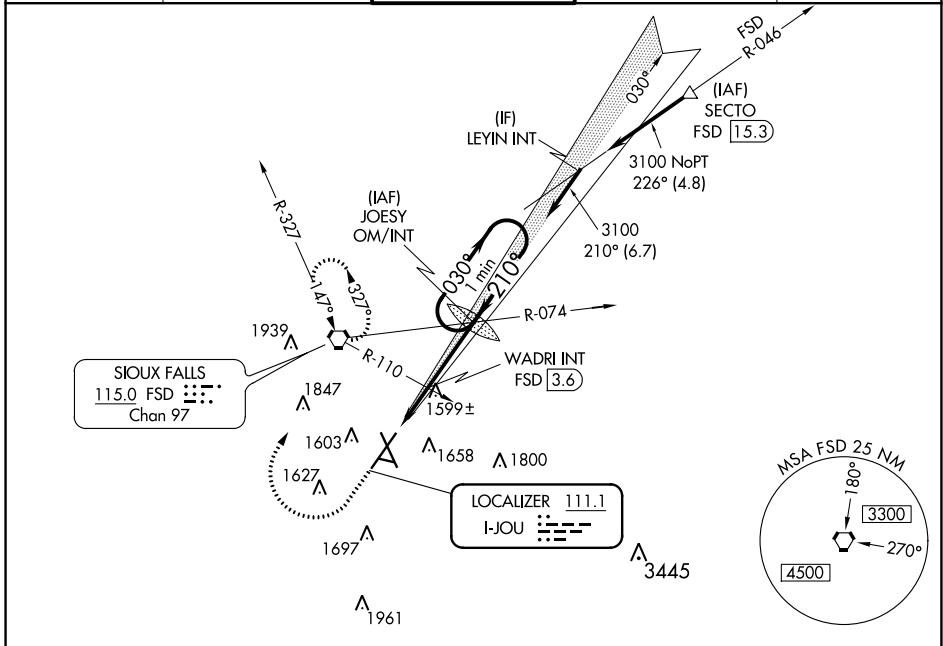 FSD
R-046
030°
(IAF)
SECTO
FSD 15.3
(IF)
LEYIN INT
3100 NoPT
226° (4.8)
3100
210° (6.7)
(IAF)
JOESY
OM/INT
R-327
030°
1 min
210°
147°
327°
R-074
1939
R-110
WADRI INT
FSD 3.6
SIOUX FALLS
115.0 FSD
Chan 97
1847
1599±
1603
1658
1800
1627
LOCALIZER 111.1
I-JOU
1697
3445
1961
MSA FSD 25 NM
180°
3300
270°
4500